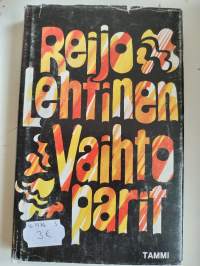 Reijo
Lehtinen
Vaihto
parit
3€
TAMMI